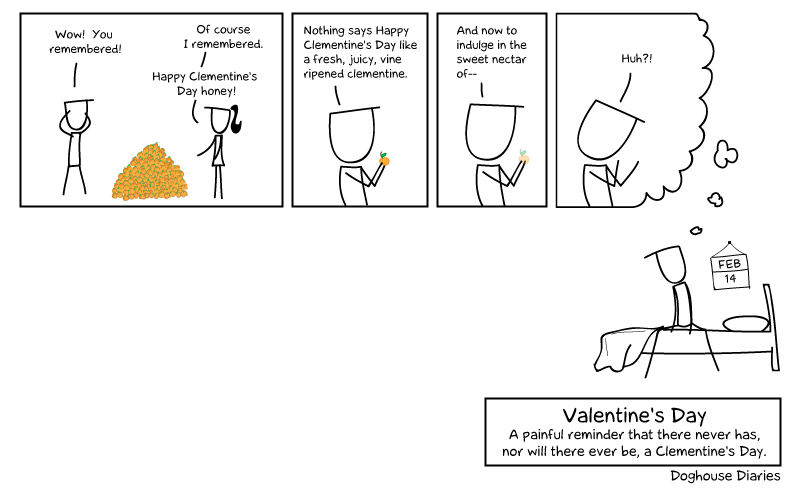 Wow! You
remembered!
Of course
I remembered.
Happy Clementine's
Day honey!
Nothing says Happy
Clementine's Day like
a fresh, juicy, vine
ripened clementine.
And now to
indulge in the
sweet nectar
of--
Huh?!
FEB
14
Valentine's Day
A painful reminder that there never has,
nor will there ever be, a Clementine's Day.
Doghouse Diaries